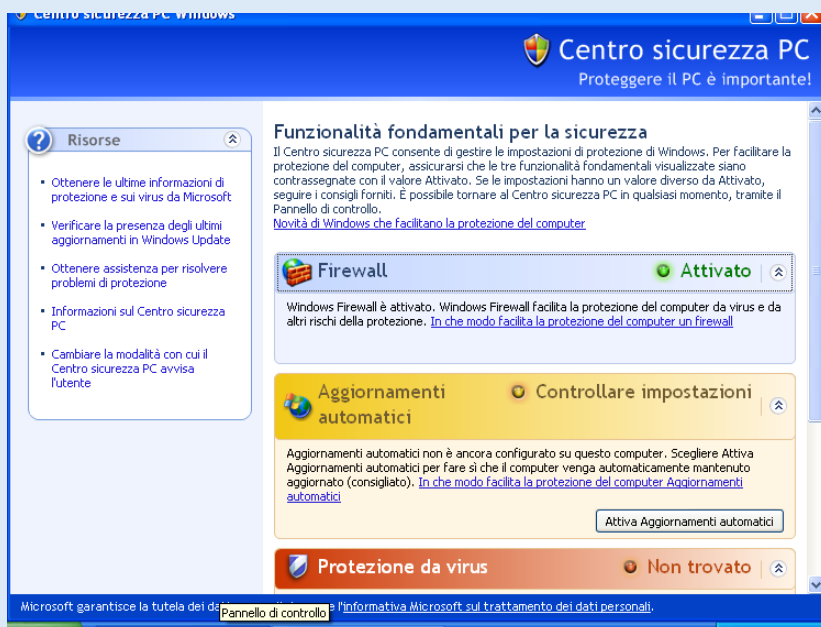 Centro sicurezza PC Windows
Centro sicurezza PC
Proteggere il PC è importante!
Risorse
Ottenere le ultime informazioni di
protezione e sui virus da Microsoft
Verificare la presenza degli ultimi
aggiornamenti in Windows Update
Ottenere assistenza per risolvere
problemi di protezione
Informazioni sul Centro sicurezza
PC
Cambiare la modalità con cui il
Centro sicurezza PC avvisa
l'utente
Funzionalità fondamentali per la sicurezza
Il Centro sicurezza PC consente di gestire le impostazioni di protezione di Windows. Per facilitare la
protezione del computer, assicurarsi che le tre funzionalità fondamentali visualizzate siano
contrassegnate con il valore Attivato. Se le impostazioni hanno un valore diverso da Attivato,
seguire i consigli forniti. È possibile tornare al Centro sicurezza PC in qualsiasi momento, tramite il
Pannello di controllo.
Novità di Windows che facilitano la protezione del computer
Firewall Attivato
Windows Firewall è attivato. Windows Firewall facilita la protezione del computer da virus e da
altri rischi della protezione. In che modo facilita la protezione del computer un firewall
Aggiornamenti Controllare impostazioni
automatici
Aggiornamenti automatici non è ancora configurato su questo computer. Scegliere Attiva
Aggiornamenti automatici per fare sì che il computer venga automaticamente mantenuto
aggiornato (consigliato). In che modo facilita la protezione del computer Aggiornamenti
automatici
Attiva Aggiornamenti automatici
Protezione da virus Non trovato
Microsoft garantisce la tutela dei l'informativa Microsoft sul trattamento dei dati personali.
Pannello di controllo